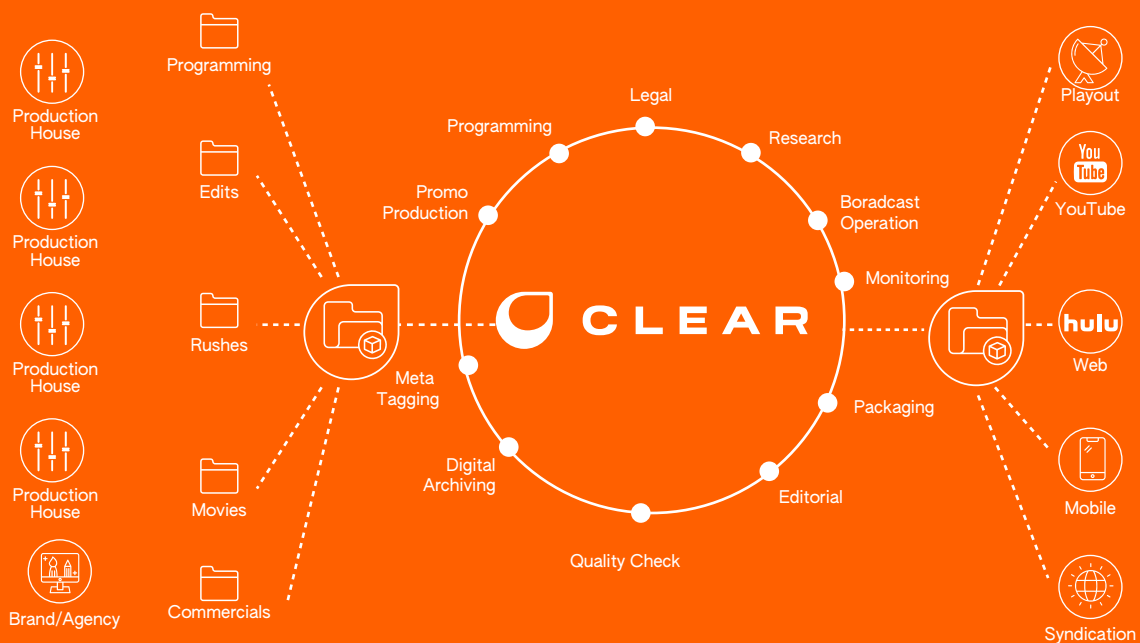 Production
House
Production
House
Production
House
Production
House
Brand/Agency
Programming
Edits
Rushes
Movies
Commercials
Legal
Programming
Research
Promo
Production
Boradcast
Operation
Monitoring
CLEAR
Meta
Tagging
Packaging
Digital
Archiving
Editorial
Quality Check
Playout
You
Tube
YouTube
hulu
Web
Mobile
Syndication